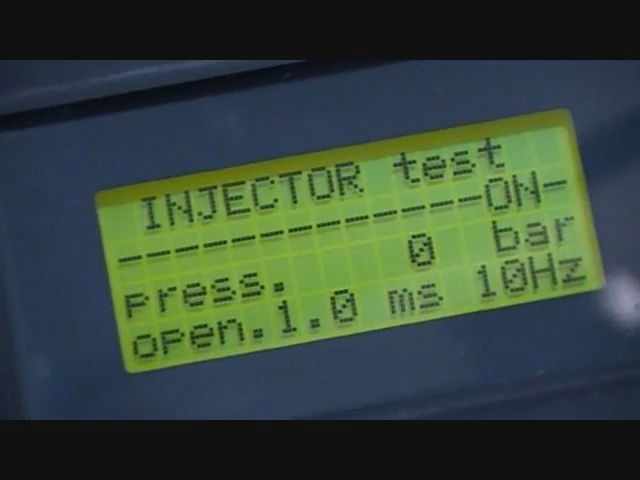 INJECTOR test
-------------ON-
Press. 0 bar
Open.1.0 ms 10Hz